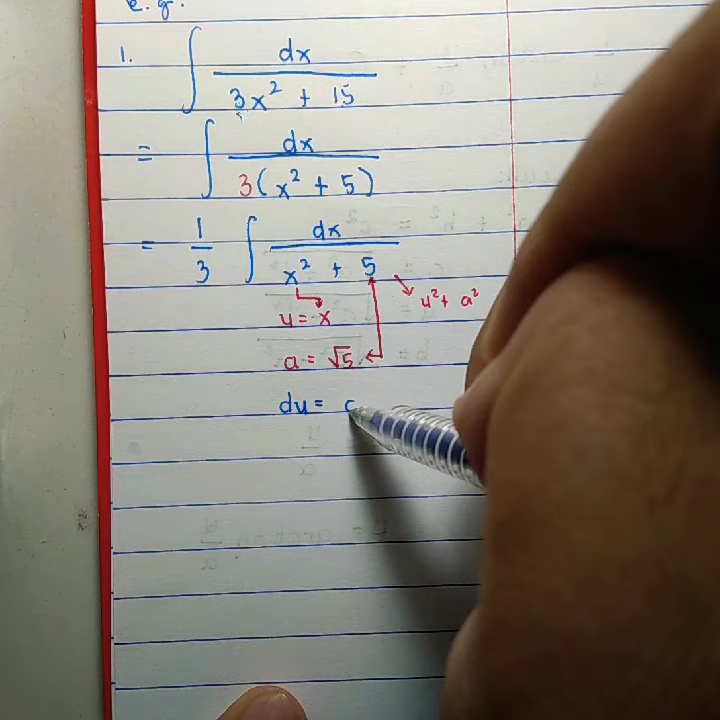 e.g.
1. ∫ dx / 3x² + 15
= ∫ dx / 3(x² + 5)
= 1/3 ∫ dx / x² + 5
u² + a²
u = x
a = √5
du =